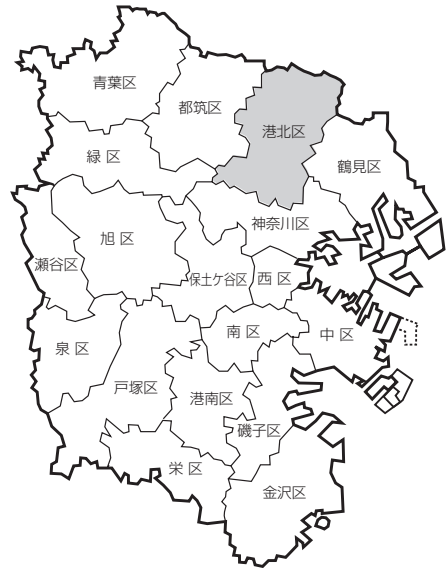 青葉区
都筑区
港北区
緑区
鶴見区
神奈川区
旭区
瀬谷区
保土ケ谷区
西区
泉区
南区
中区
戸塚区
港南区
磯子区
栄区
金沢区